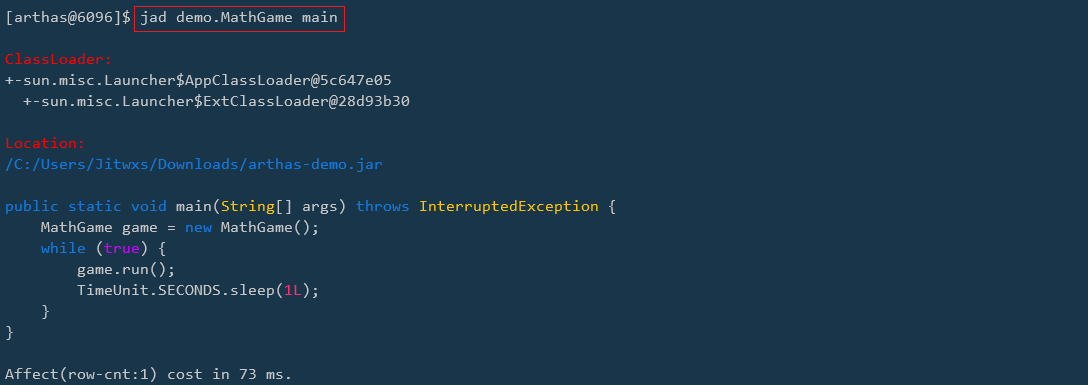 [arthas@6096]$ jad demo.MathGame main
ClassLoader:
+-sun.misc.Launcher$AppClassLoader@5c647e05
  +-sun.misc.Launcher$ExtClassLoader@28d93b30
Location:
/C:/Users/Jitwxs/Downloads/arthas-demo.jar
public static void main(String[] args) throws InterruptedException {
    MathGame game = new MathGame();
    while (true) {
        game.run();
        TimeUnit.SECONDS.sleep(1L);
    }
}
Affect(row-cnt:1) cost in 73 ms.